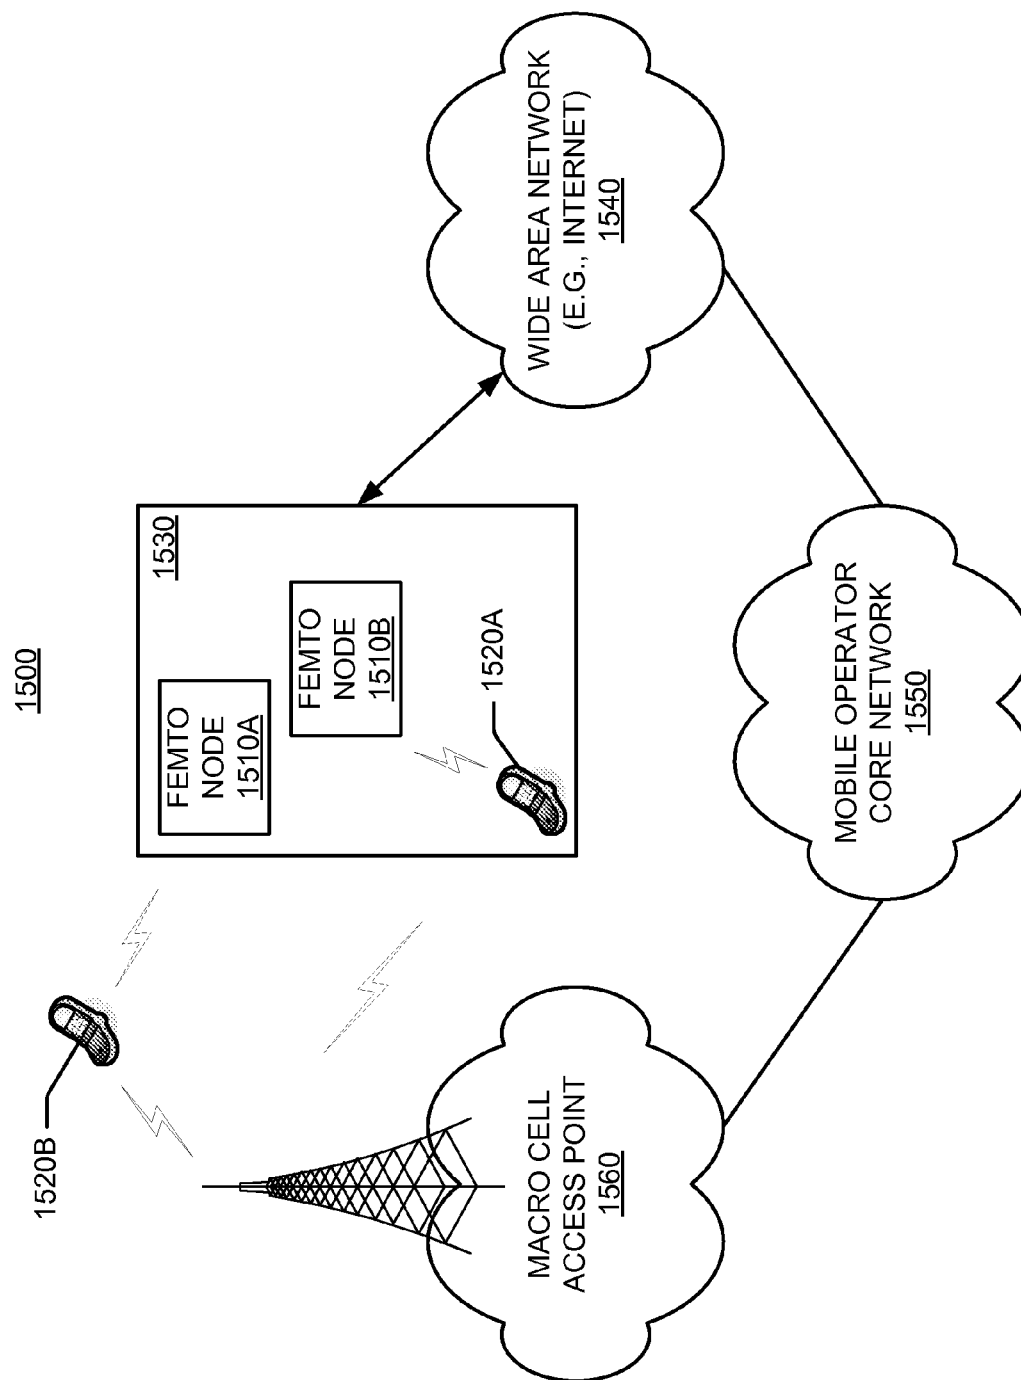 1500
1520B
FEMTO
NODE
1510A
1530
FEMTO
NODE
1510B
1520A
MACRO CELL
ACCESS POINT
1560
WIDE AREA NETWORK
(E.G., INTERNET)
1540
MOBILE OPERATOR
CORE NETWORK
1550